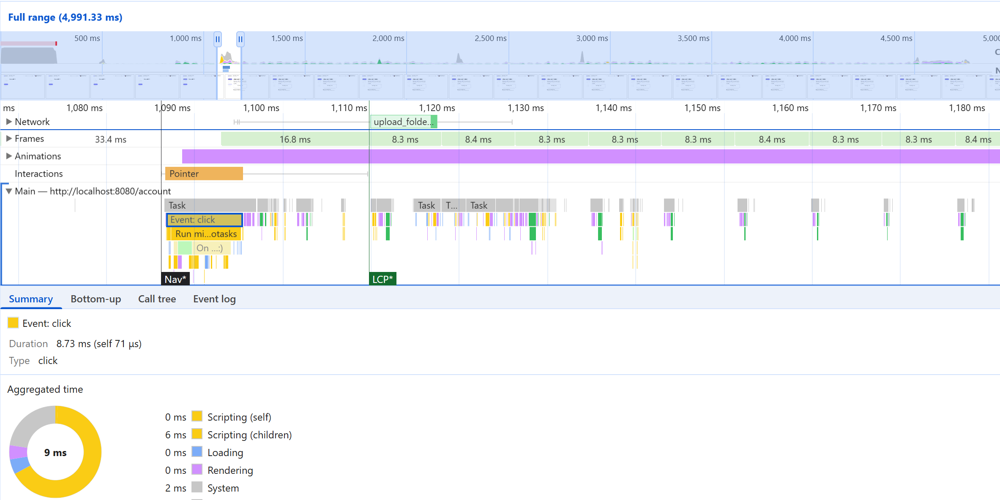 Full range (4,991.33 ms)
500 ms 1,000 ms 1,500 ms 2,000 ms 2,500 ms 3,000 ms 3,500 ms 4,000 ms 4,500 ms 5,000
C
N
ms 1,080 ms 1,090 ms 1,100 ms 1,110 ms 1,120 ms 1,130 ms 1,140 ms 1,150 ms 1,160 ms 1,170 ms 1,180 ms
Network upload_folde...
Frames 33.4 ms 16.8 ms 8.3 ms 8.4 ms 8.3 ms 8.3 ms 8.3 ms 8.4 ms 8.3 ms 8.3 ms 8.4 ms
Animations
Interactions Pointer
Main — http://localhost:8080/account
Task Task T... Task
Event: click
Run mi...otasks
On ...:)
Nav* LCP*
Summary Bottom-up Call tree Event log
Event: click
Duration 8.73 ms (self 71 μs)
Type click
Aggregated time
9 ms
0 ms Scripting (self)
6 ms Scripting (children)
0 ms Loading
0 ms Rendering
2 ms System